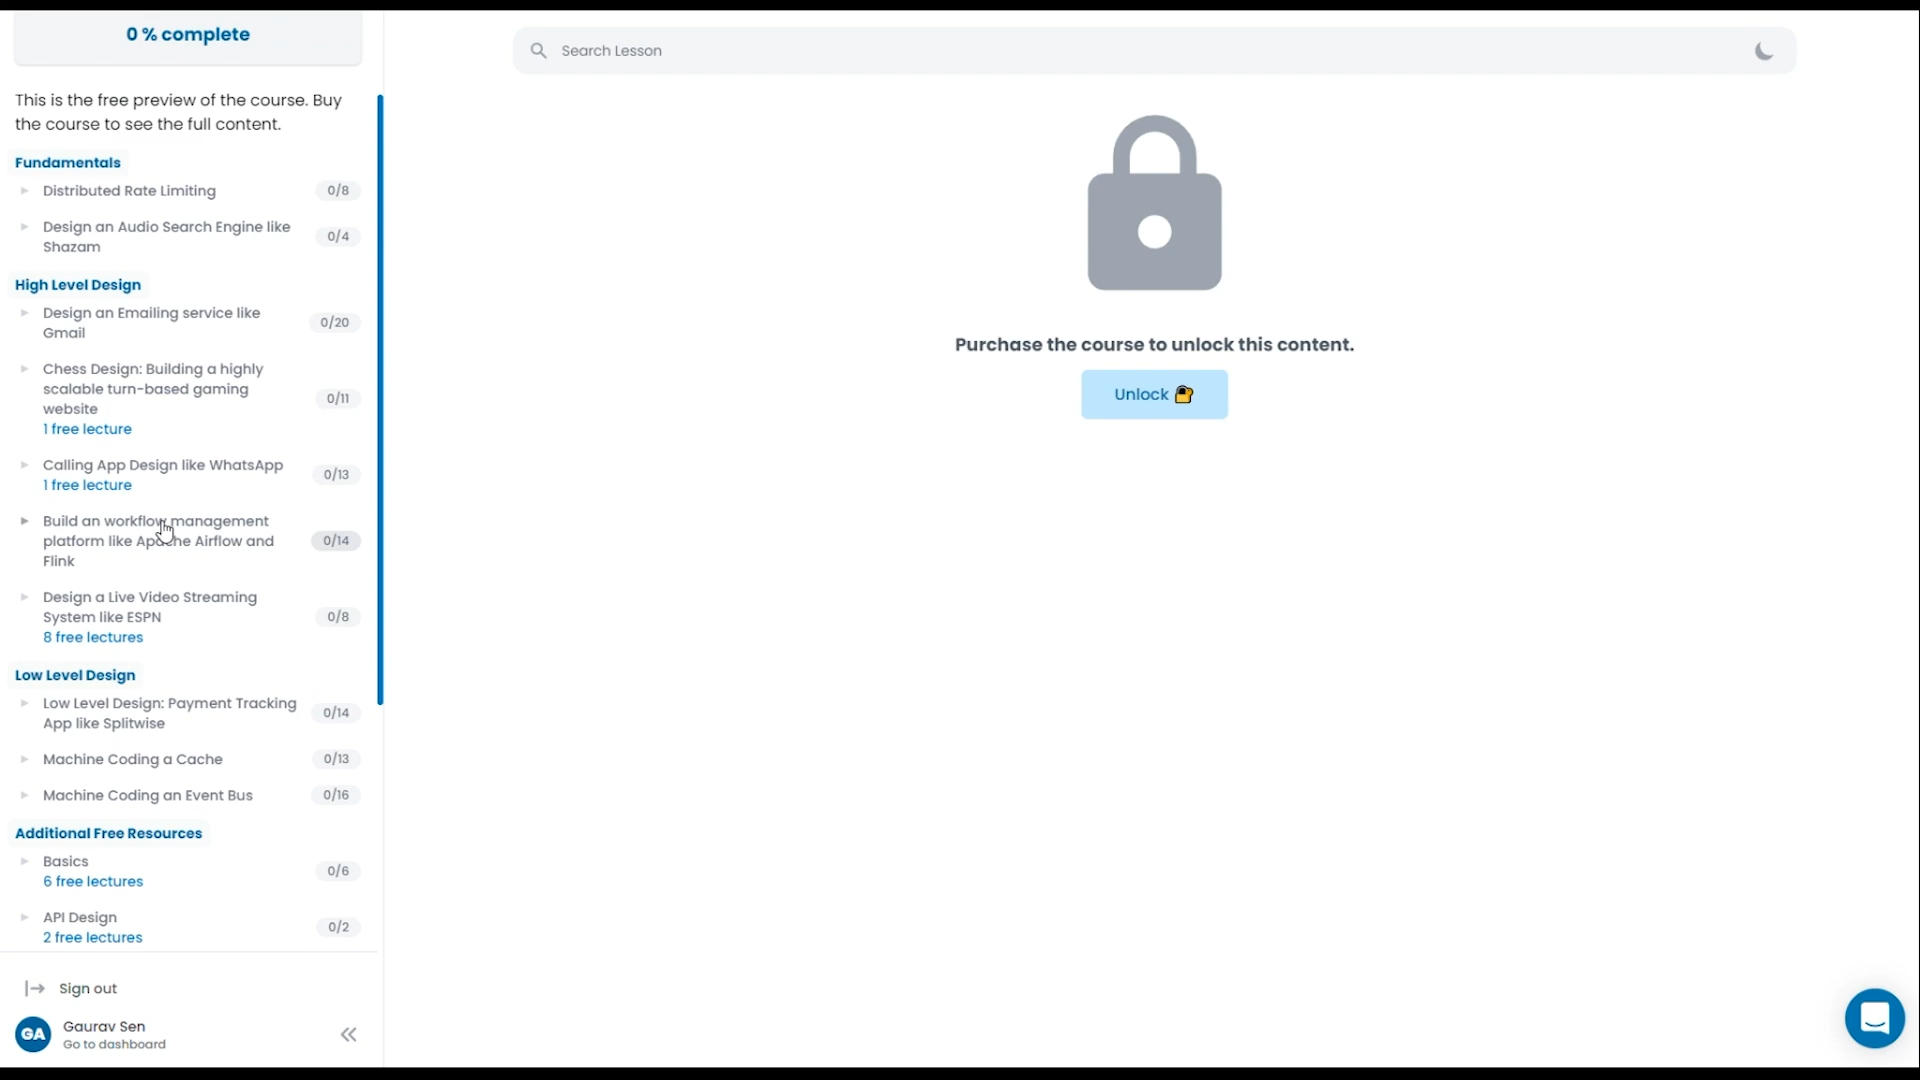 0 % complete
This is the free preview of the course. Buy
the course to see the full content.
Fundamentals
Distributed Rate Limiting 0/8
Design an Audio Search Engine like
Shazam 0/4
High Level Design
Design an Emailing service like
Gmail 0/20
Chess Design: Building a highly
scalable turn-based gaming
website 0/11
1 free lecture
Calling App Design like WhatsApp 0/13
1 free lecture
Build an workflow management
platform like Apache Airflow and 0/14
Flink
Design a Live Video Streaming
System like ESPN 0/8
8 free lectures
Low Level Design
Low Level Design: Payment Tracking
App like Splitwise 0/14
Machine Coding a Cache 0/13
Machine Coding an Event Bus 0/16
Additional Free Resources
Basics 0/6
6 free lectures
API Design 0/2
2 free lectures
Sign out
GA
Gaurav Sen
Go to dashboard
Search Lesson
Purchase the course to unlock this content.
Unlock